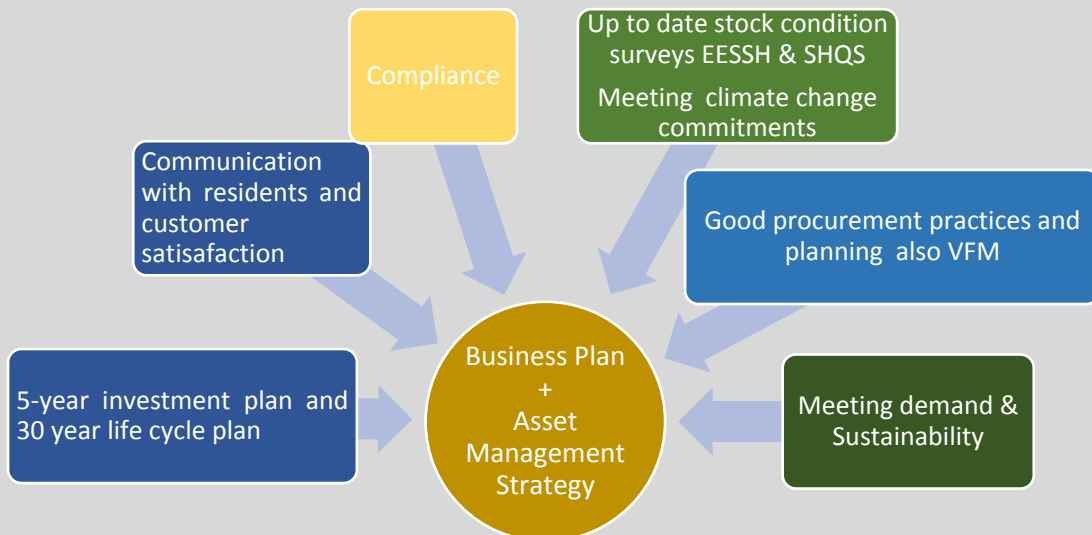 Up to date stock condition
surveys EESSH & SHQS
Meeting climate change
commitments
Compliance
Communication
with residents and
customer
satisafaction
Good procurement practices and
planning also VFM
Business Plan
+
Asset
Management
Strategy
5-year investment plan and
30 year life cycle plan
Meeting demand &
Sustainability